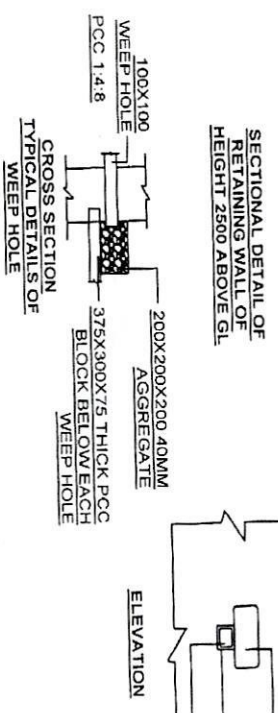 SECTIONAL DETAIL OF
RETAINING WALL OF
HEIGHT 2500 ABOVE GL
100X100
WEEP HOLE
PCC 1:4:8
200X200X200 40MM
AGGREGATE
375X300X75 THICK PCC
BLOCK BELOW EACH
WEEP HOLE
CROSS SECTION
TYPICAL DETAILS OF
WEEP HOLE
ELEVATION